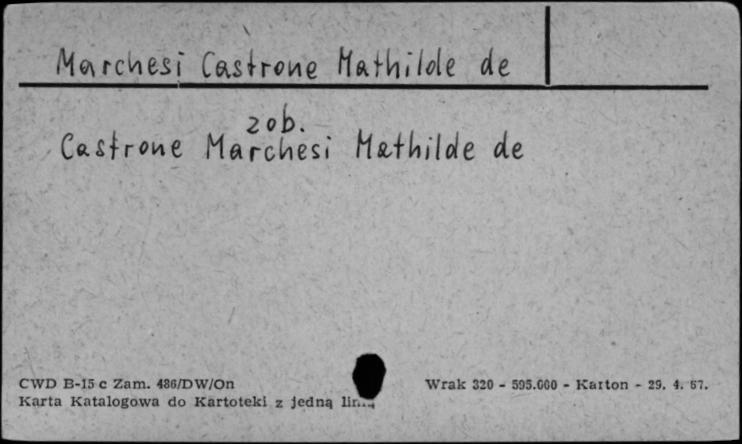 Marchesi Castrone Mathilde de
zob.
Castrone Marchesi Mathilde de
CWD B-15 c Zam. 486/DW/On
Wrak 320 - 595.000 - Karton - 29. 4. 67.
Karta Katalogowa do Kartoteki z jedną